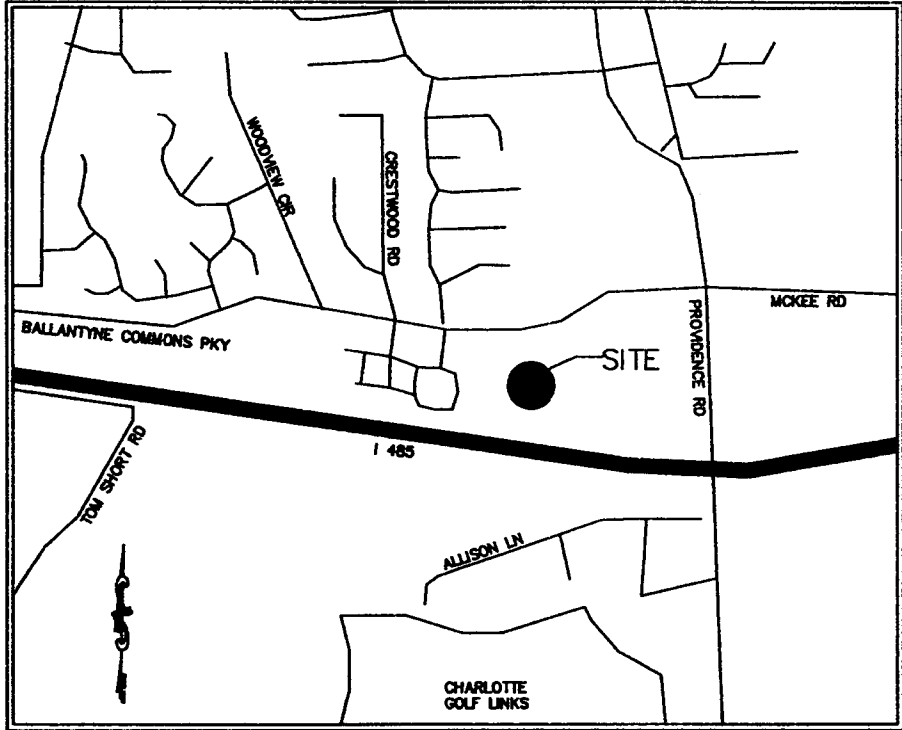 WOODVIEW CIR
CRESTWOOD RD
MCKEE RD
PROVIDENCE RD
BALLANTYNE COMMONS PKY
SITE
I 485
TOM SHORT RD
ALLISON LN
CHARLOTTE
GOLF LINKS